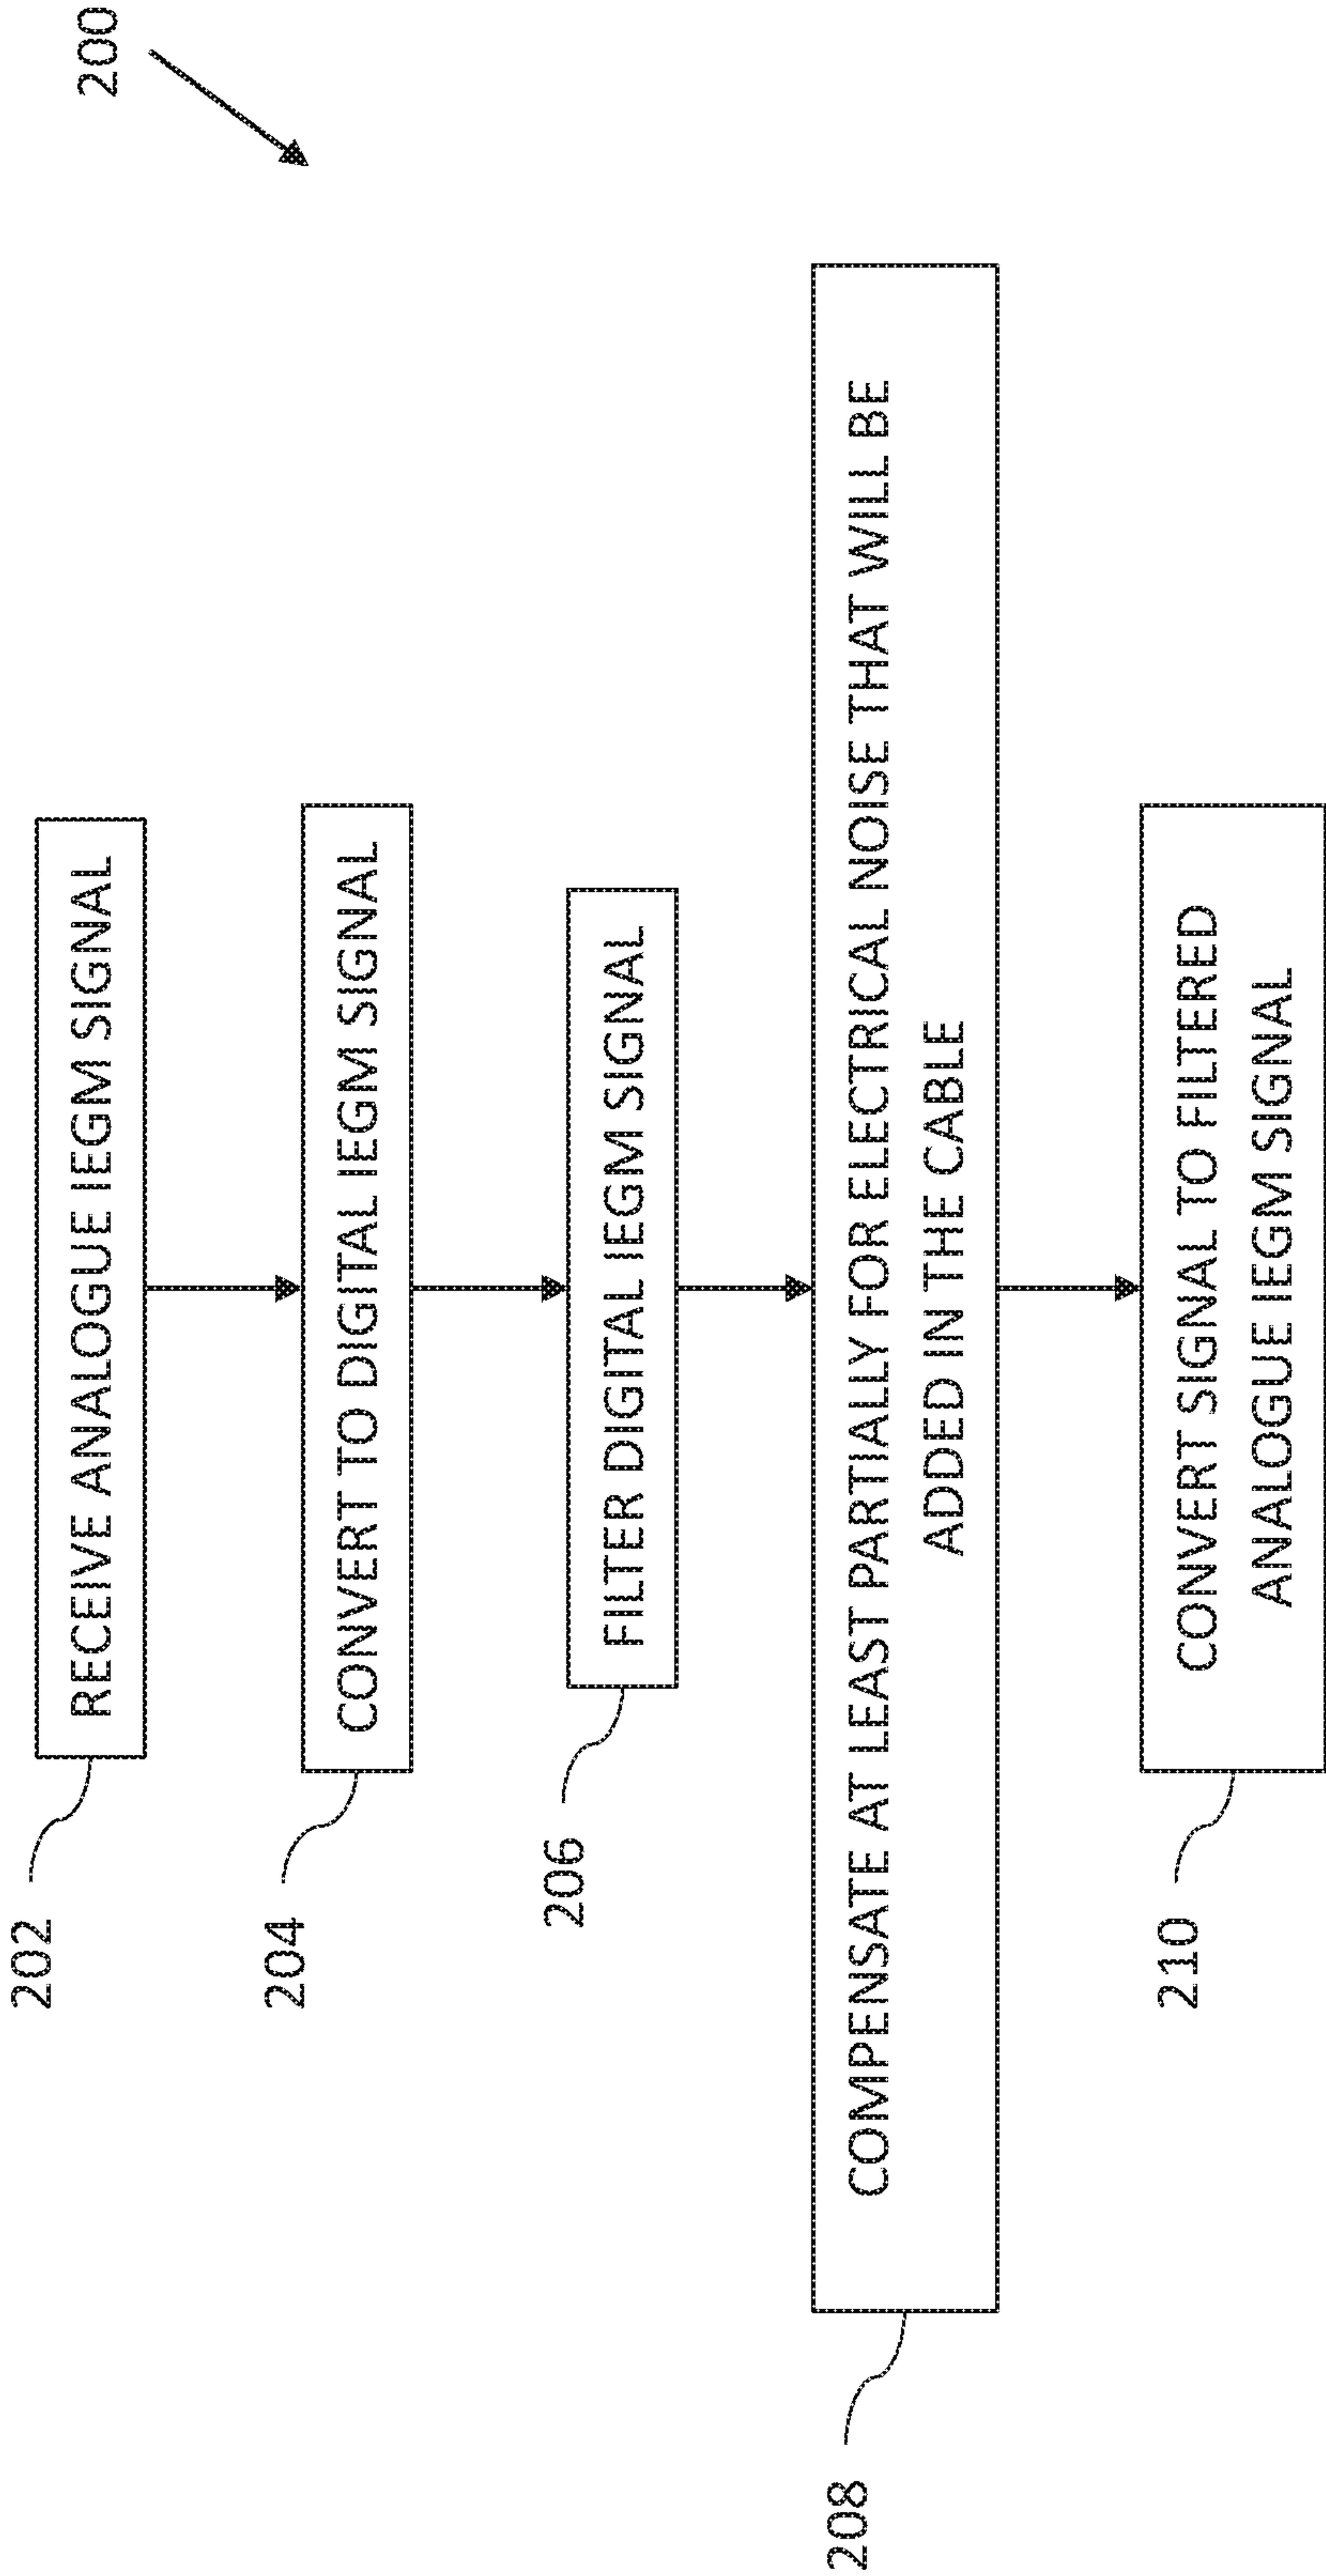 200
202
RECEIVE ANALOGUE IEGM SIGNAL
204
CONVERT TO DIGITAL IEGM SIGNAL
206
FILTER DIGITAL IEGM SIGNAL
208
COMPENSATE AT LEAST PARTIALLY FOR ELECTRICAL NOISE THAT WILL BE
ADDED IN THE CABLE
210
CONVERT SIGNAL TO FILTERED
ANALOGUE IEGM SIGNAL